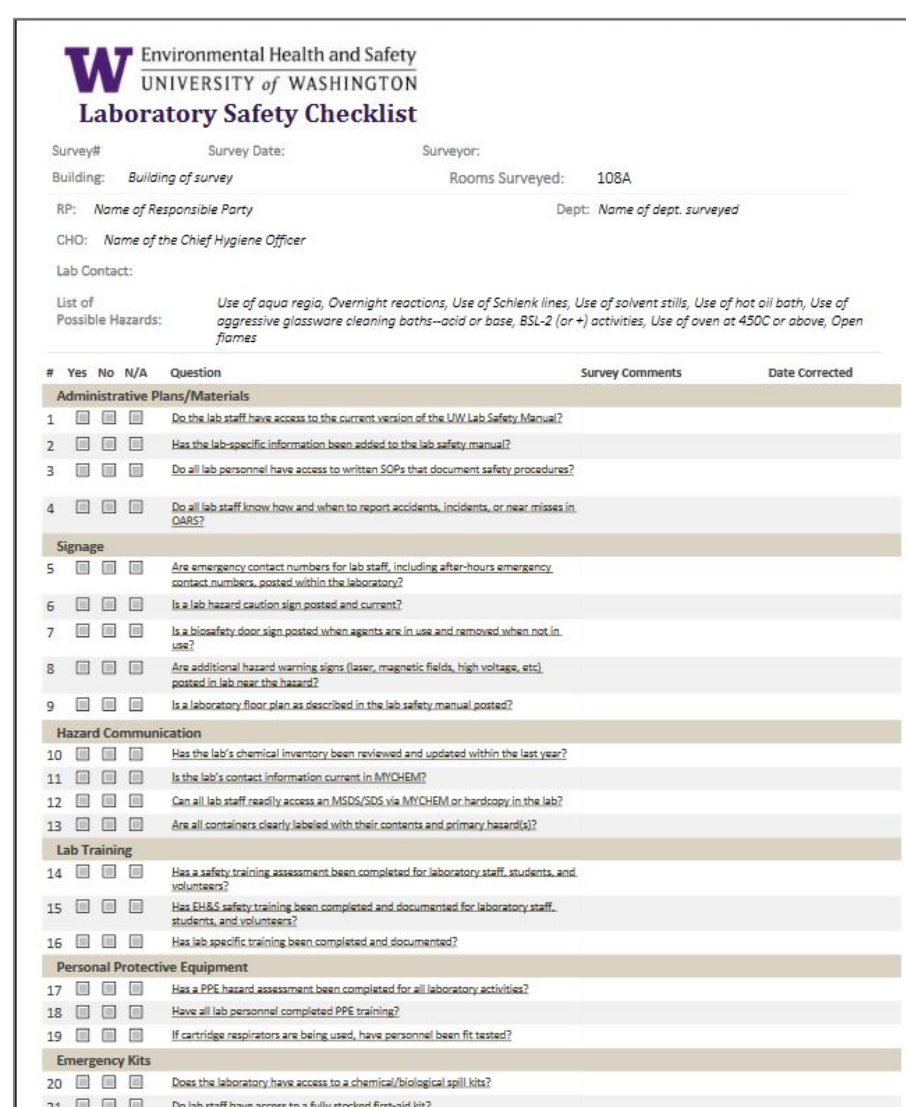 W Environmental Health and Safety
UNIVERSITY of WASHINGTON
Laboratory Safety Checklist
Survey# Survey Date: Surveyor:
Building: Building of survey Rooms Surveyed: 108A
RP: Name of Responsible Party Dept: Name of dept. surveyed
CHO: Name of the Chief Hygiene Officer
Lab Contact:
List of Possible Hazards: Use of aqua regia, Overnight reactions, Use of Schlenk lines, Use of solvent stills, Use of hot oil bath, Use of
aggressive glassware cleaning baths--acid or base, BSL-2 (or +) activities, Use of oven at 450C or above, Open
flames
# Yes No N/A Question Survey Comments Date Corrected
Administrative Plans/Materials
1 Do the lab staff have access to the current version of the UW Lab Safety Manual?
2 Has the lab-specific information been added to the lab safety manual?
3 Do all lab personnel have access to written SOPs that document safety procedures?
4 Do all lab staff know how and when to report accidents, incidents, or near misses in
OARS?
Signage
5 Are emergency contact numbers for lab staff, including after-hours emergency
contact numbers, posted within the laboratory?
6 Is a lab hazard caution sign posted and current?
7 Is a biosafety door sign posted when agents are in use and removed when not in
use?
8 Are additional hazard warning signs (laser, magnetic fields, high voltage, etc)
posted in lab near the hazard?
9 Is a laboratory floor plan as described in the lab safety manual posted?
Hazard Communication
10 Has the lab's chemical inventory been reviewed and updated within the last year?
11 Is the lab's contact information current in MYCHEM?
12 Can all lab staff readily access an MSDS/SDS via MYCHEM or hardcopy in the lab?
13 Are all containers clearly labeled with their contents and primary hazard(s)?
Lab Training
14 Has a safety training assessment been completed for laboratory staff, students, and
volunteers?
15 Has EH&S safety training been completed and documented for laboratory staff,
students, and volunteers?
16 Has lab specific training been completed and documented?
Personal Protective Equipment
17 Has a PPE hazard assessment been completed for all laboratory activities?
18 Have all lab personnel completed PPE training?
19 If cartridge respirators are being used, have personnel been fit tested?
Emergency Kits
20 Does the laboratory have access to a chemical/biological spill kits?
21 Do lab staff have access to a fully stocked first-aid kit?